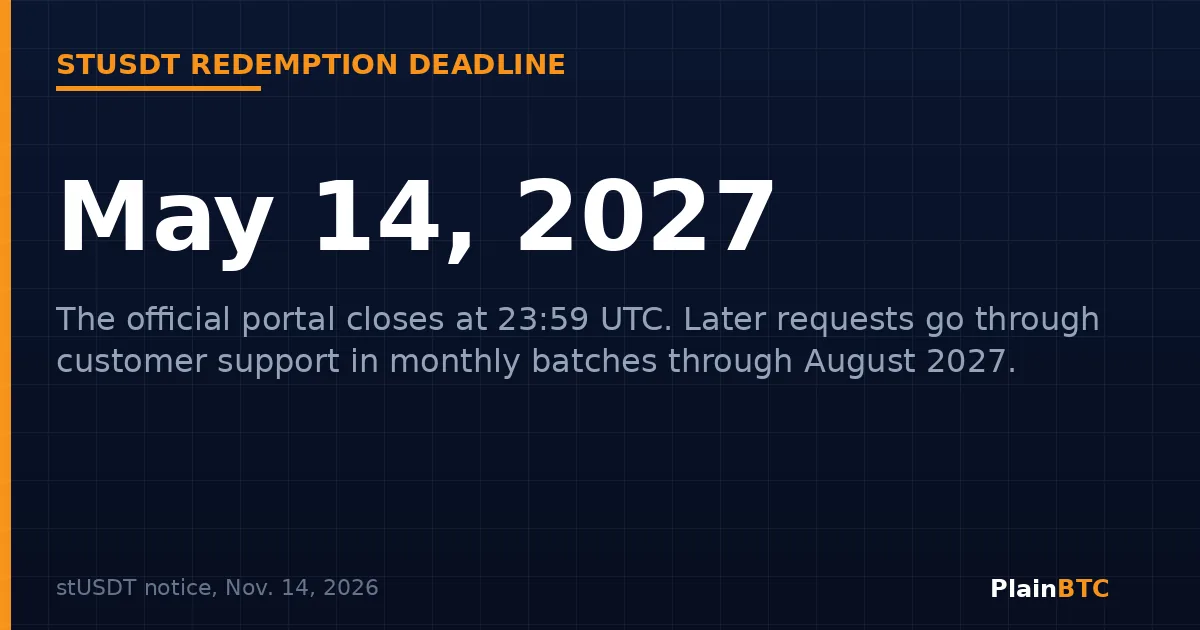 STUSDT REDEMPTION DEADLINE
May 14, 2027
The official portal closes at 23:59 UTC. Later requests go through
customer support in monthly batches through August 2027.
stUSDT notice, Nov. 14, 2026
PlainBTC